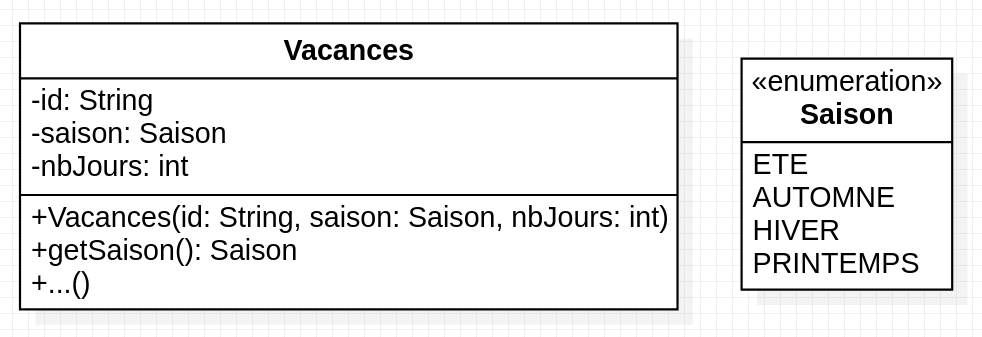 Vacances
-id: String
-saison: Saison
-nbJours: int
+Vacances(id: String, saison: Saison, nbJours: int)
+getSaison(): Saison
+...()
«enumeration»
Saison
ETE
AUTOMNE
HIVER
PRINTEMPS